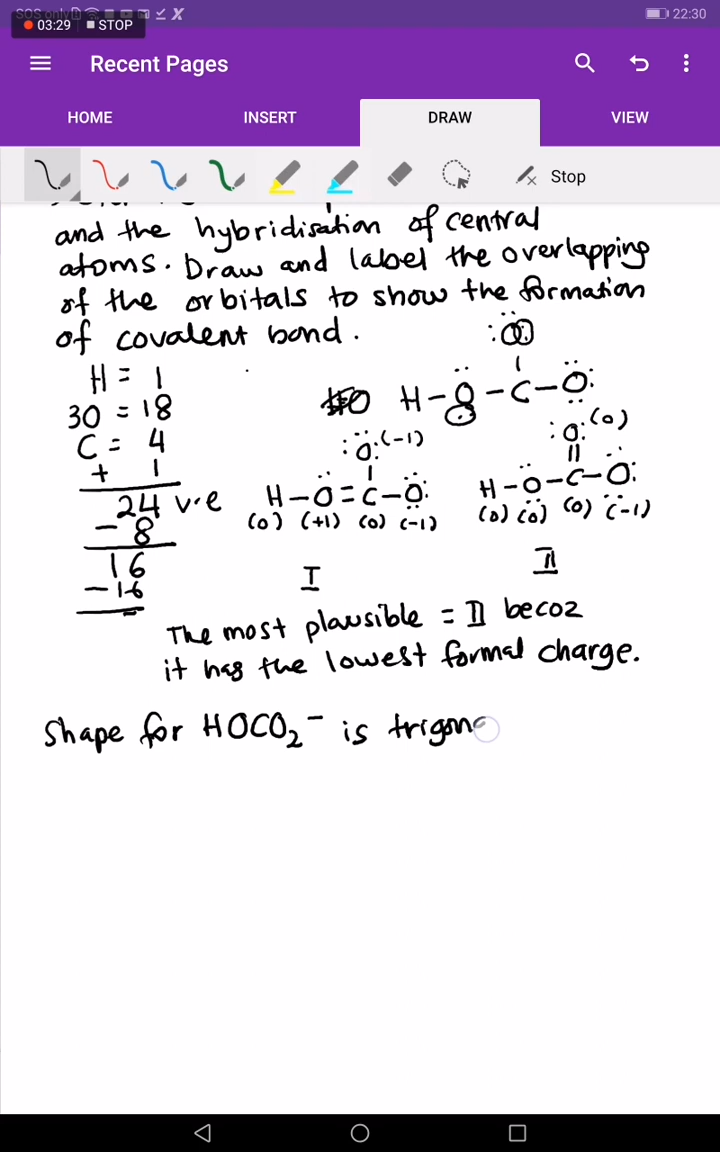 SOS only
22:30
03:29 STOP
Recent Pages
HOME INSERT DRAW VIEW
Stop
and the hybridisation of central
atoms. Draw and label the overlapping
of the orbitals to show the formation
of covalent bond.
H = 1
3O = 18
C = 4
+ 1
24 v.e
- 8
16
- 16
:Ö
H - O - C - Ö:
:Ö: (-1)
H - Ö = C - Ö:
(0) (+1) (0) (-1)
I
:O: (0)
H - Ö - C - Ö:
(0) (0) (0) (-1)
II
The most plausible = II becoz
it has the lowest formal charge.
Shape for HOCO₂⁻ is trigon